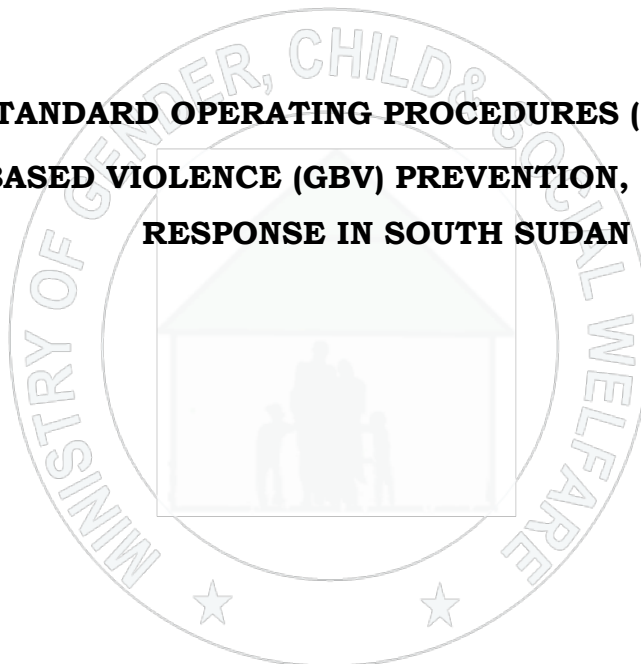 TANDARD OPERATING PROCEDURES (
BASED VIOLENCE (GBV) PREVENTION,
RESPONSE IN SOUTH SUDAN
MINISTRY OF GENDER, CHILD& SOCIAL WELFARE